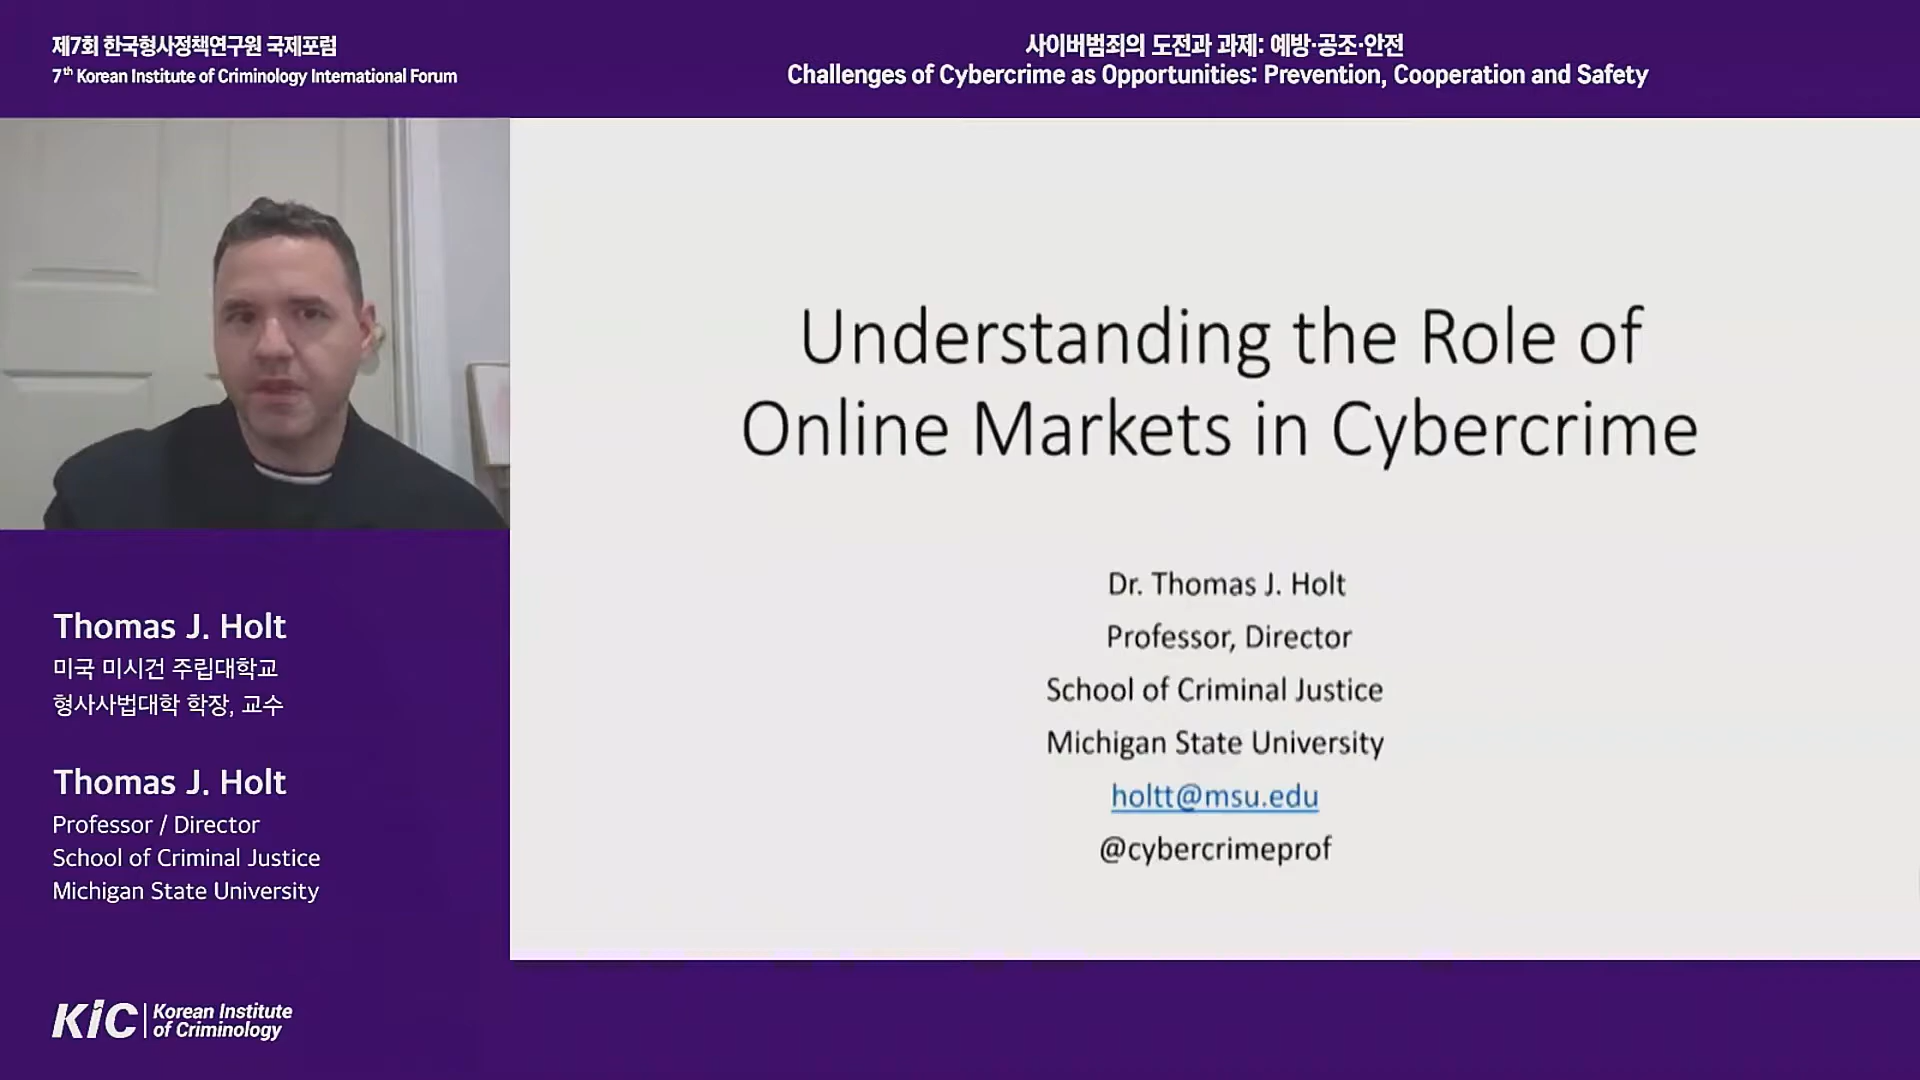 제7회 한국형사정책연구원 국제포럼
7th Korean Institute of Criminology International Forum
사이버범죄의 도전과 과제: 예방·공조·안전
Challenges of Cybercrime as Opportunities: Prevention, Cooperation and Safety
Understanding the Role of
Online Markets in Cybercrime
Dr. Thomas J. Holt
Professor, Director
School of Criminal Justice
Michigan State University
holtt@msu.edu
@cybercrimeprof
Thomas J. Holt
미국 미시건 주립대학교
형사사법대학 학장, 교수
Thomas J. Holt
Professor / Director
School of Criminal Justice
Michigan State University
KiC
Korean Institute
of Criminology